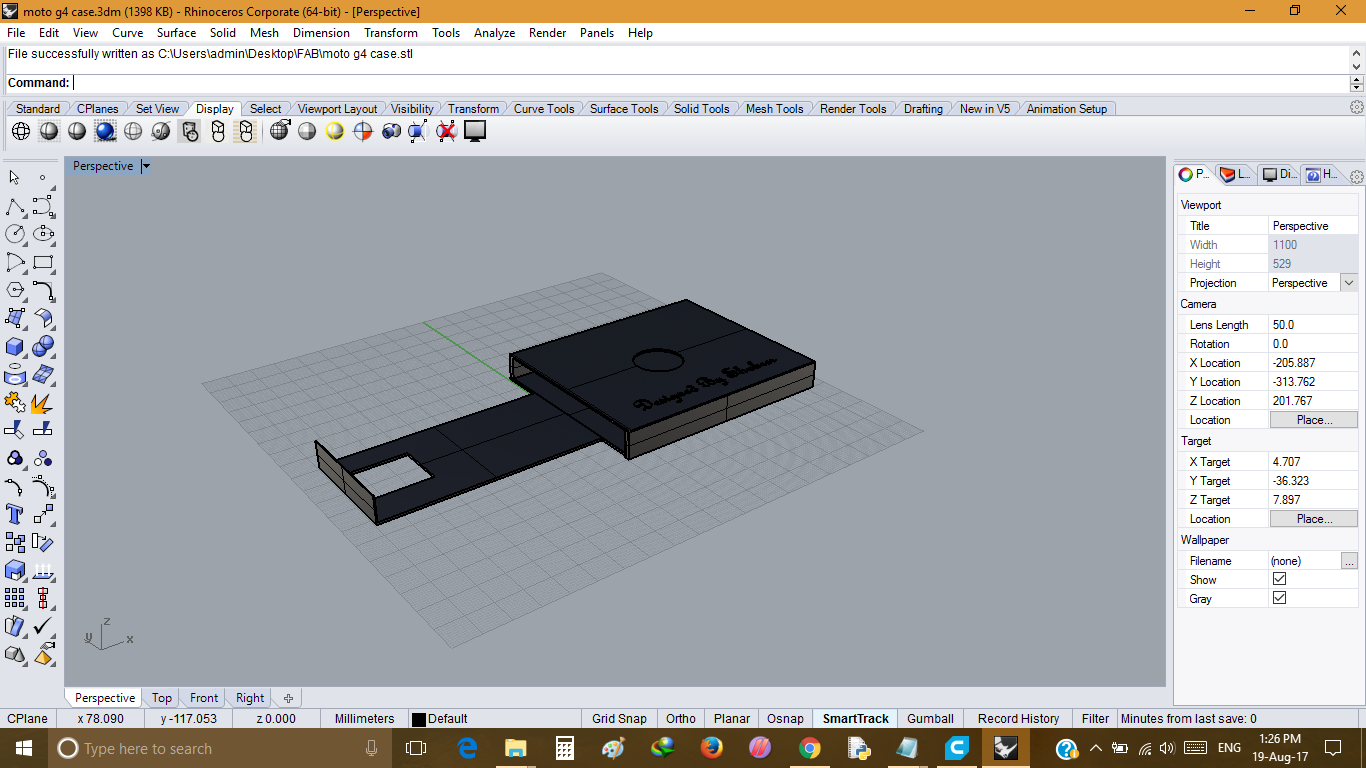 moto g4 case.3dm (1398 KB) - Rhinoceros Corporate (64-bit) - [Perspective]
File Edit View Curve Surface Solid Mesh Dimension Transform Tools Analyze Render Panels Help
File successfully written as C:\Users\admin\Desktop\FAB\moto g4 case.stl
Command:
Standard CPlanes Set View Display Select Viewport Layout Visibility Transform Curve Tools Surface Tools Solid Tools Mesh Tools Render Tools Drafting New in V5 Animation Setup
Perspective
P... L... Di... H...
Viewport
Title Perspective
Width 1100
Height 529
Projection Perspective
Camera
Lens Length 50.0
Rotation 0.0
X Location -205.887
Y Location -313.762
Z Location 201.767
Location Place...
Target
X Target 4.707
Y Target -36.323
Z Target 7.897
Location Place...
Wallpaper
Filename (none) ...
Show
Gray
Designed By
z
y x
Perspective Top Front Right
CPlane x 78.090 y -117.053 z 0.000 Millimeters Default Grid Snap Ortho Planar Osnap SmartTrack Gumball Record History Filter Minutes from last save: 0
Type here to search
ENG
1:26 PM
19-Aug-17